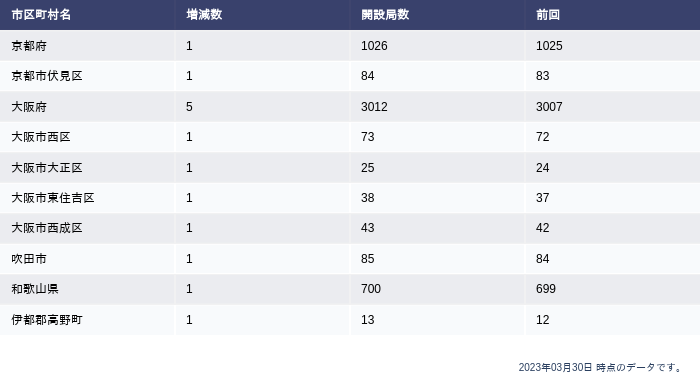 市区町村名 増減数 開設局数 前回
京都府 1 1026 1025
京都市伏見区 1 84 83
大阪府 5 3012 3007
大阪市西区 1 73 72
大阪市大正区 1 25 24
大阪市東住吉区 1 38 37
大阪市西成区 1 43 42
吹田市 1 85 84
和歌山県 1 700 699
伊都郡高野町 1 13 12
2023年03月30日 時点のデータです。